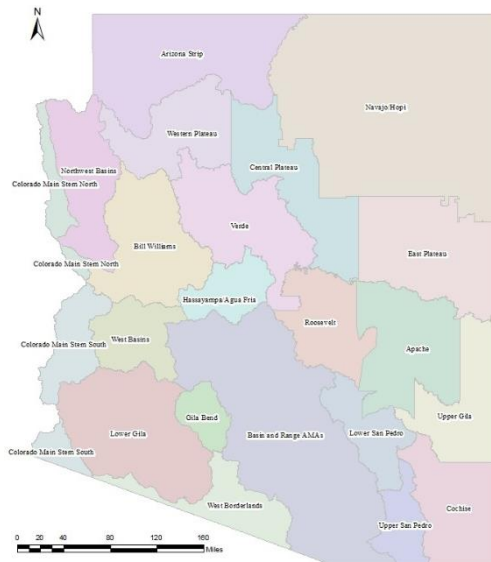 N
Arizona Strip
Navajo/Hopi
Western Plateau
Central Plateau
Northwest Basins
Colorado Main Stem North
Verde
Bill Williams
East Plateau
Colorado Main Stem North
Hassayampa/Agua Fria
Roosevelt
Colorado Main Stem South
West Basins
Apache
Upper Gila
Gila Bend
Lower Gila
Basin and Range AMAs
Lower San Pedro
Colorado Main Stem South
West Borderlands
Cochise
Upper San Pedro
0 20 40 80 120 160
Miles